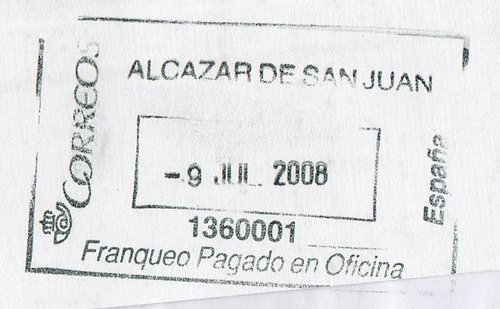 CORREOS
ALCAZAR DE SAN JUAN
-9 JUL 2008
1360001
España
Franqueo Pagado en Oficina